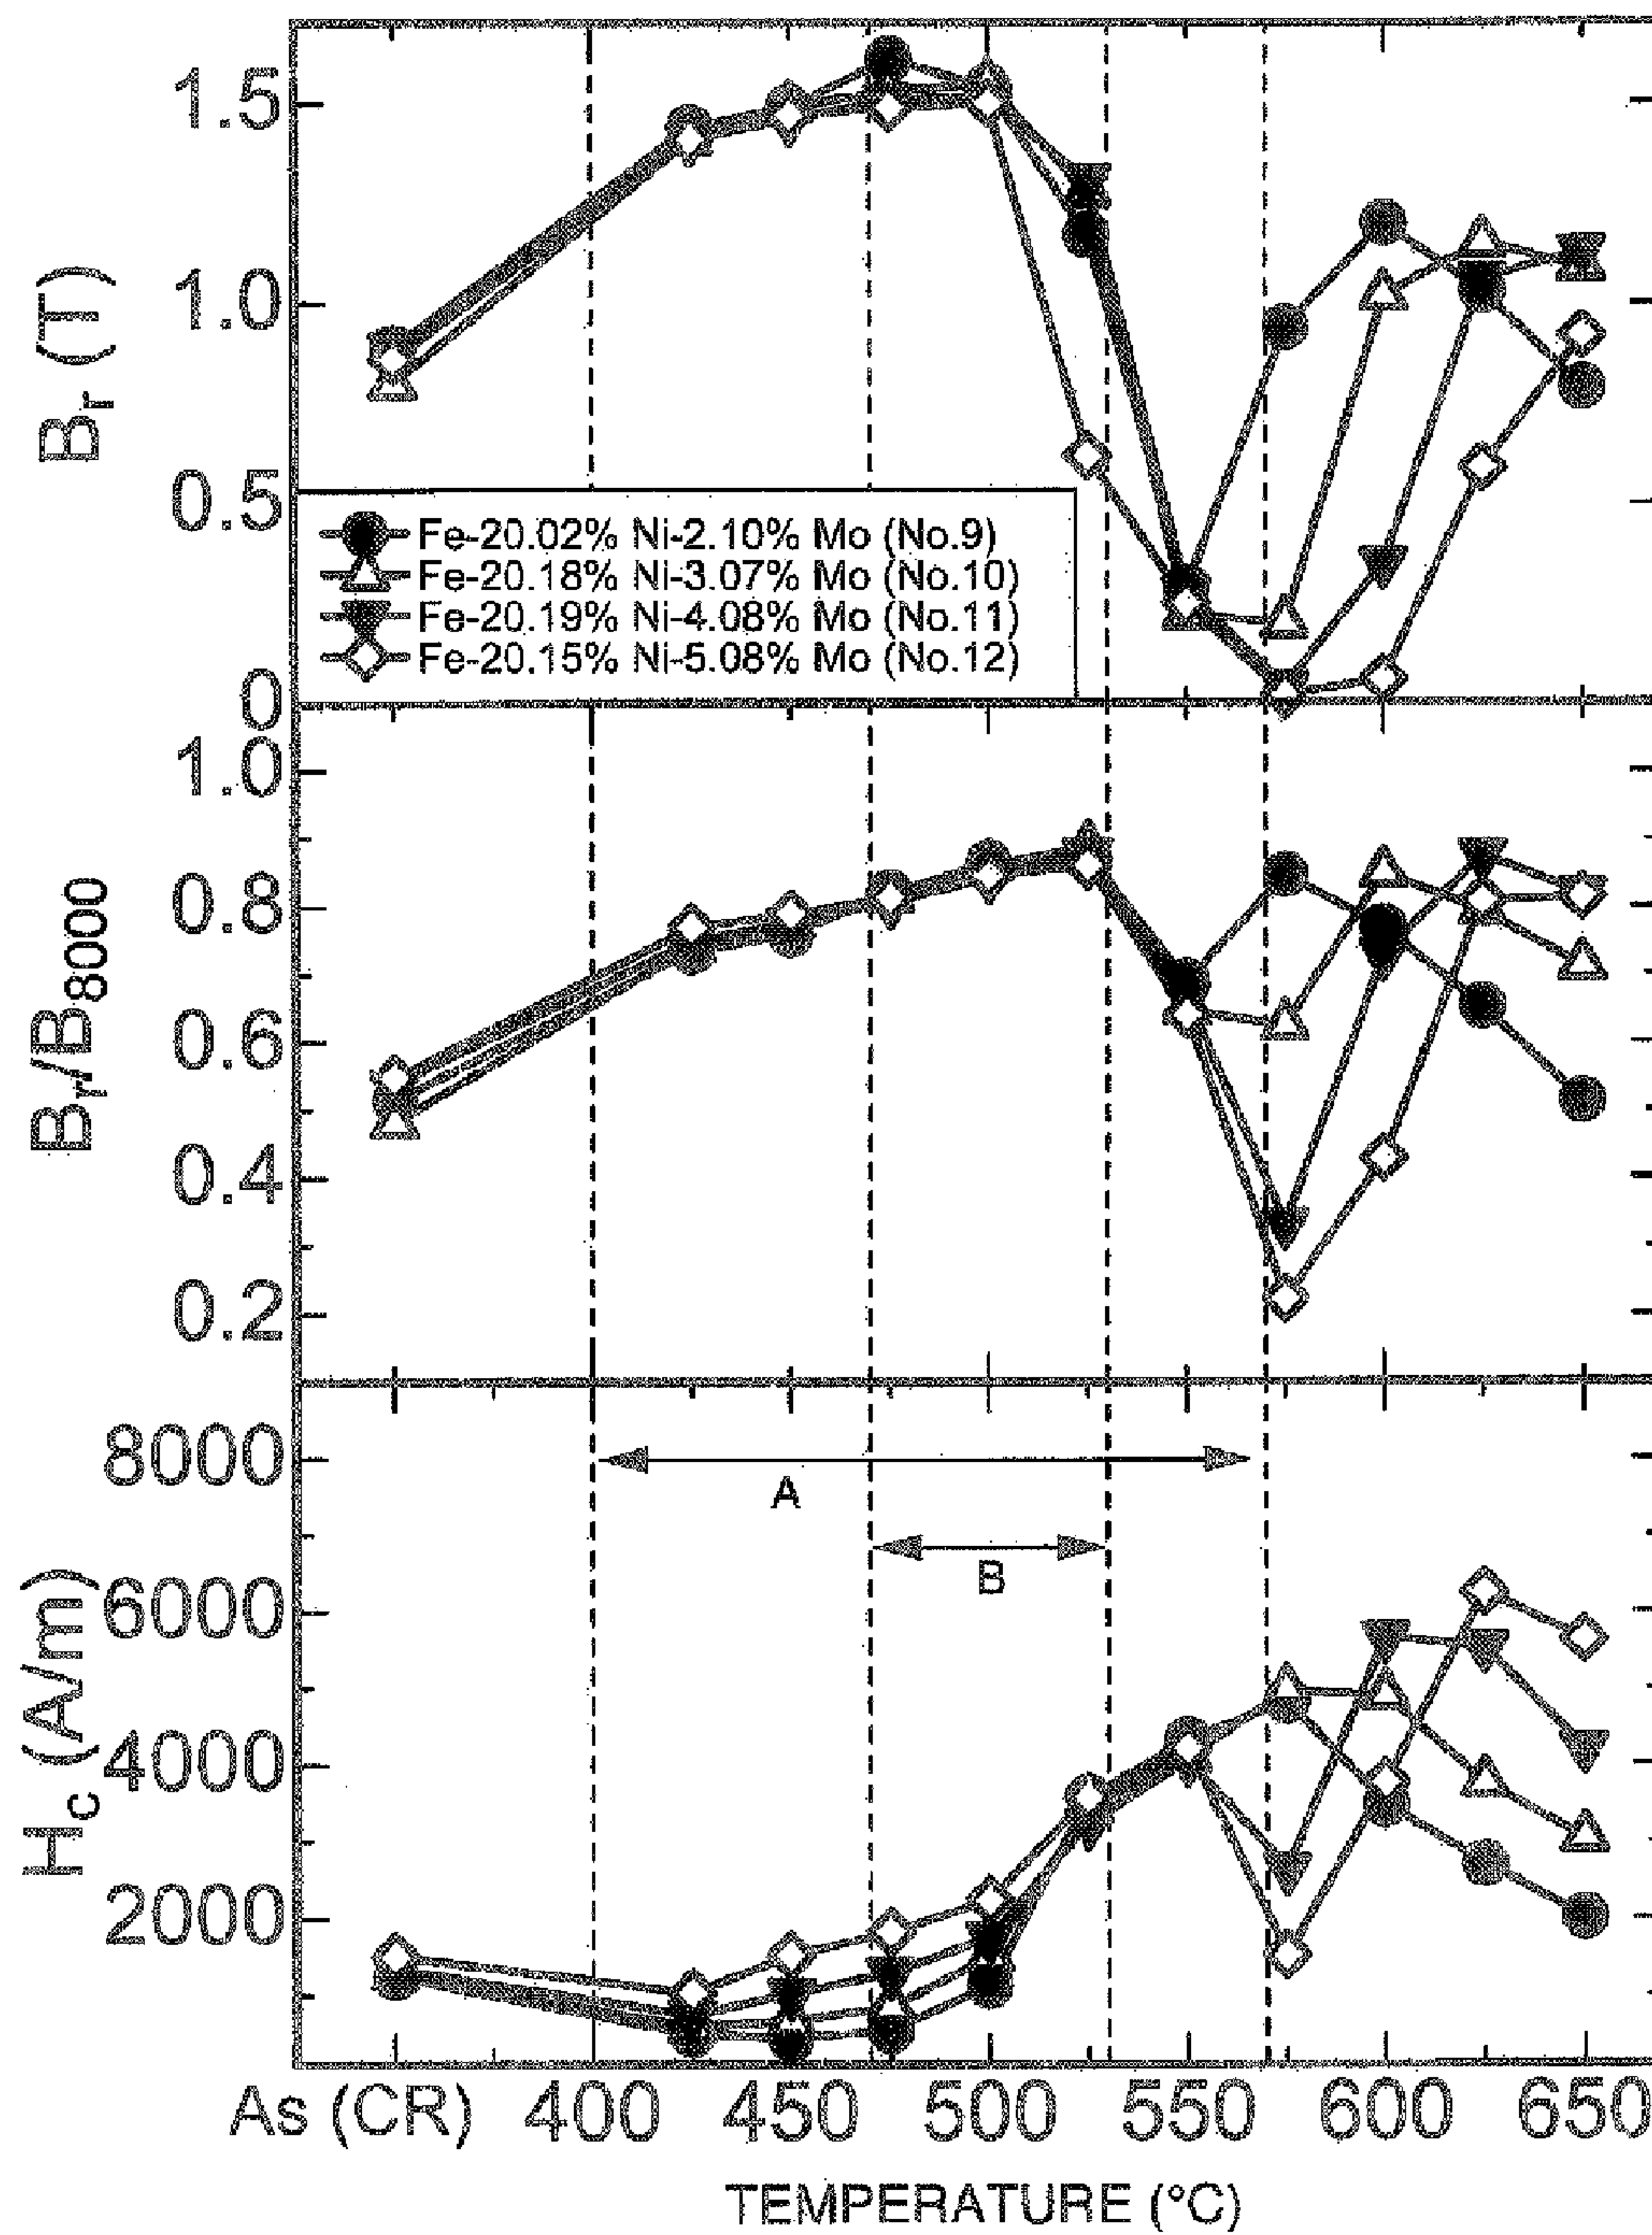 1.5
1.0
0.5
0
Br (T)
Fe-20.02% Ni-2.10% Mo (No.9)
Fe-20.18% Ni-3.07% Mo (No.10)
Fe-20.19% Ni-4.08% Mo (No.11)
Fe-20.15% Ni-5.08% Mo (No.12)
1.0
0.8
0.6
0.4
0.2
Br/B8000
8000
6000
4000
2000
Hc (A/m)
A
B
As (CR) 400 450 500 550 600 650
TEMPERATURE (°C)